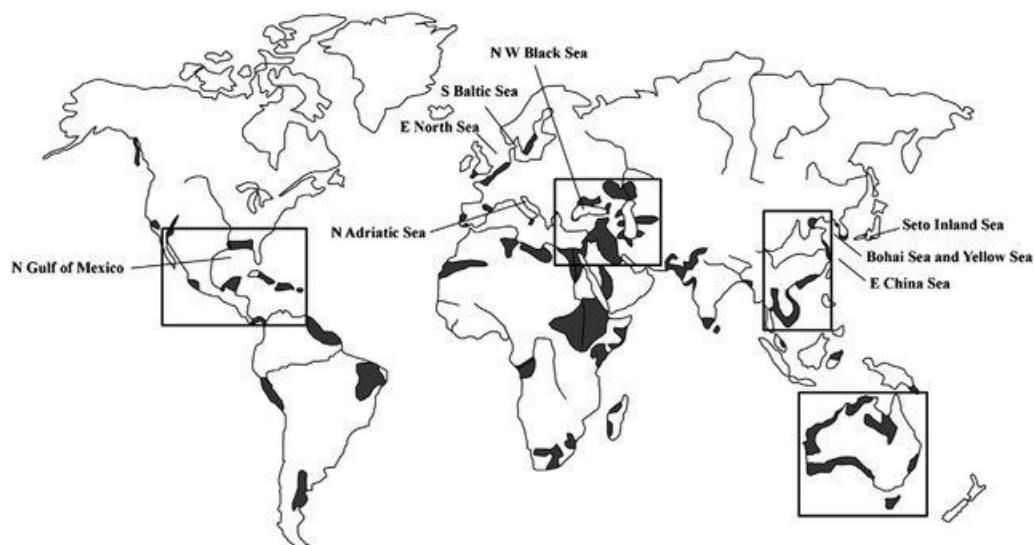 N W Black Sea
S Baltic Sea
E North Sea
N Adriatic Sea
Seto Inland Sea
N Gulf of Mexico
Bohai Sea and Yellow Sea
E China Sea